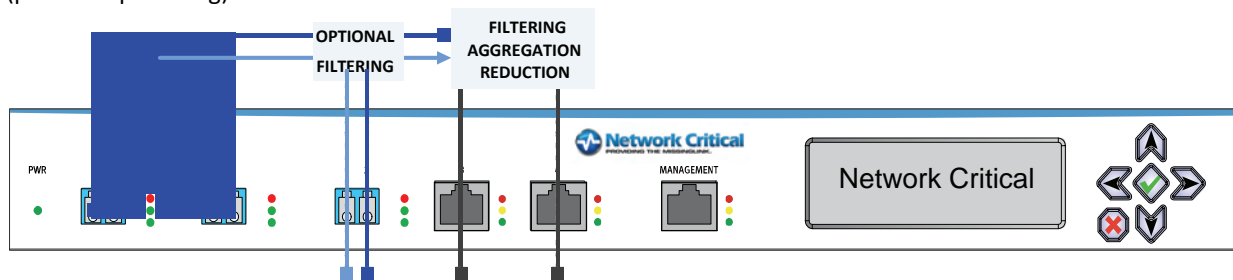 OPTIONAL
FILTERING
FILTERING
AGGREGATION
REDUCTION
Network Critical
PROVIDING THE MISSING LINK.
PWR
MANAGEMENT
Network Critical